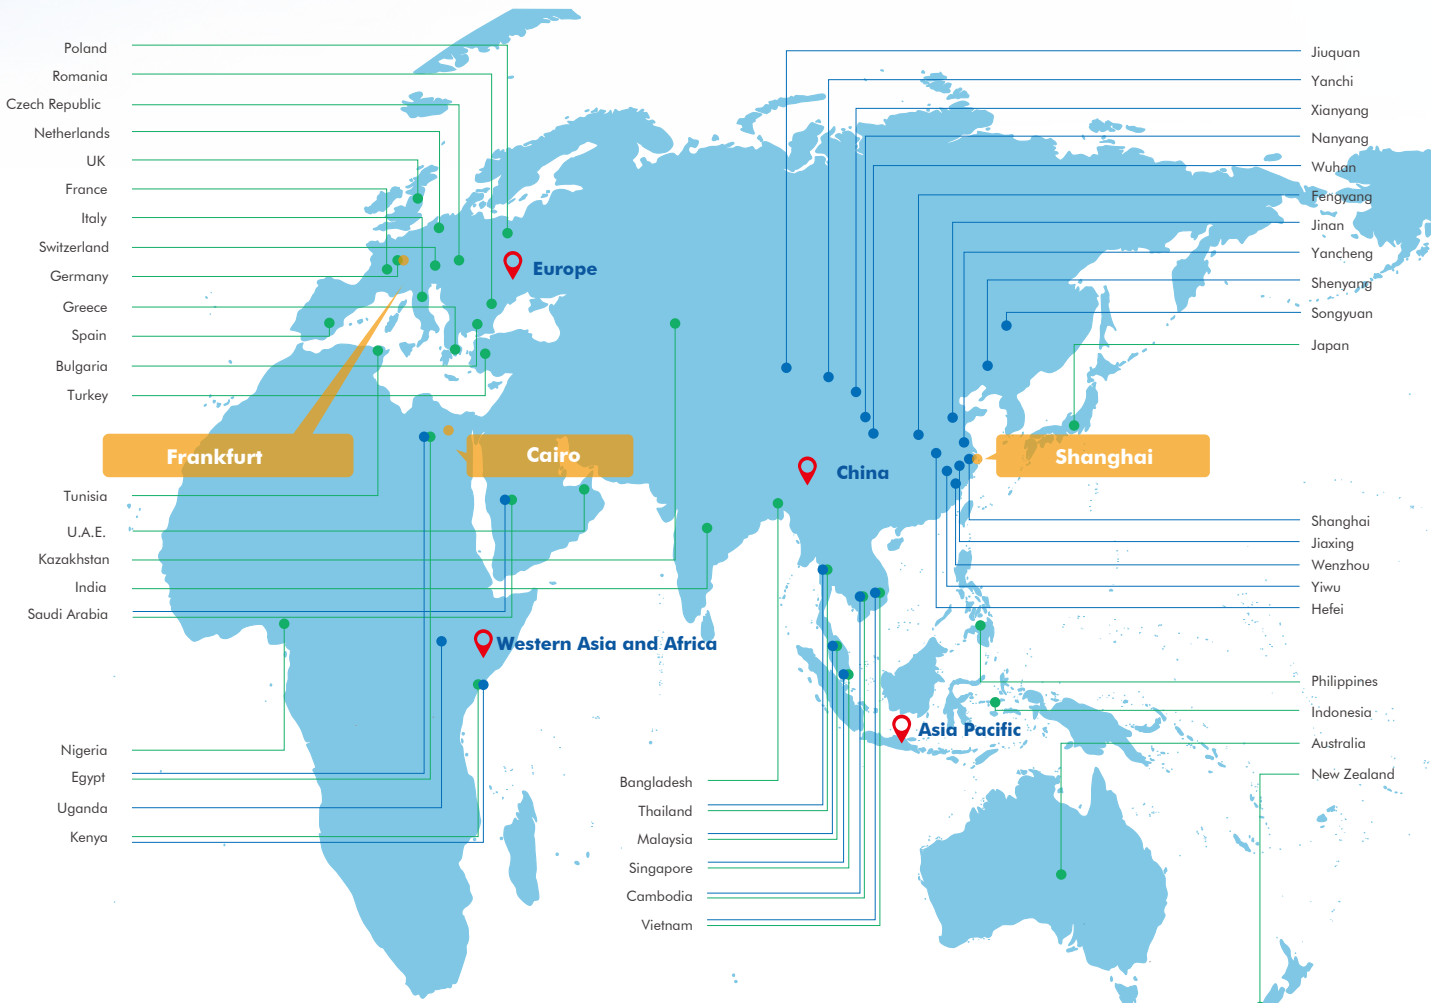 Poland
Romania
Czech Republic
Netherlands
UK
France
Italy
Switzerland
Germany
Greece
Spain
Bulgaria
Turkey
Frankfurt
Cairo
Tunisia
U.A.E.
Kazakhstan
India
Saudi Arabia
Nigeria
Egypt
Uganda
Kenya
Europe
China
Western Asia and Africa
Asia Pacific
Bangladesh
Thailand
Malaysia
Singapore
Cambodia
Vietnam
Jiuquan
Yanchi
Xianyang
Nanyang
Wuhan
Fengyang
Jinan
Yancheng
Shenyang
Songyuan
Japan
Shanghai
Shanghai
Jiaxing
Wenzhou
Yiwu
Hefei
Philippines
Indonesia
Australia
New Zealand